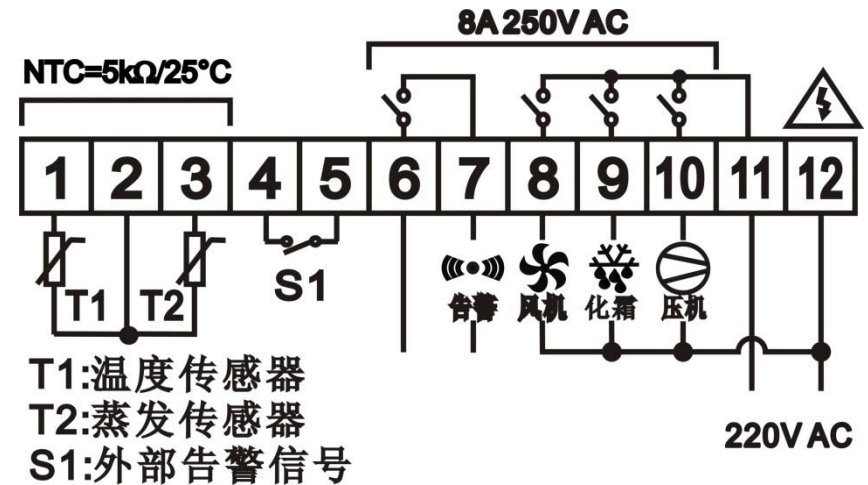 8A 250V AC
NTC=5kΩ/25°C
1 2 3 4 5 6 7 8 9 10 11 12
T1 T2 S1 告警 风机 化霜 压机
T1:温度传感器
T2:蒸发传感器
S1:外部告警信号
220V AC